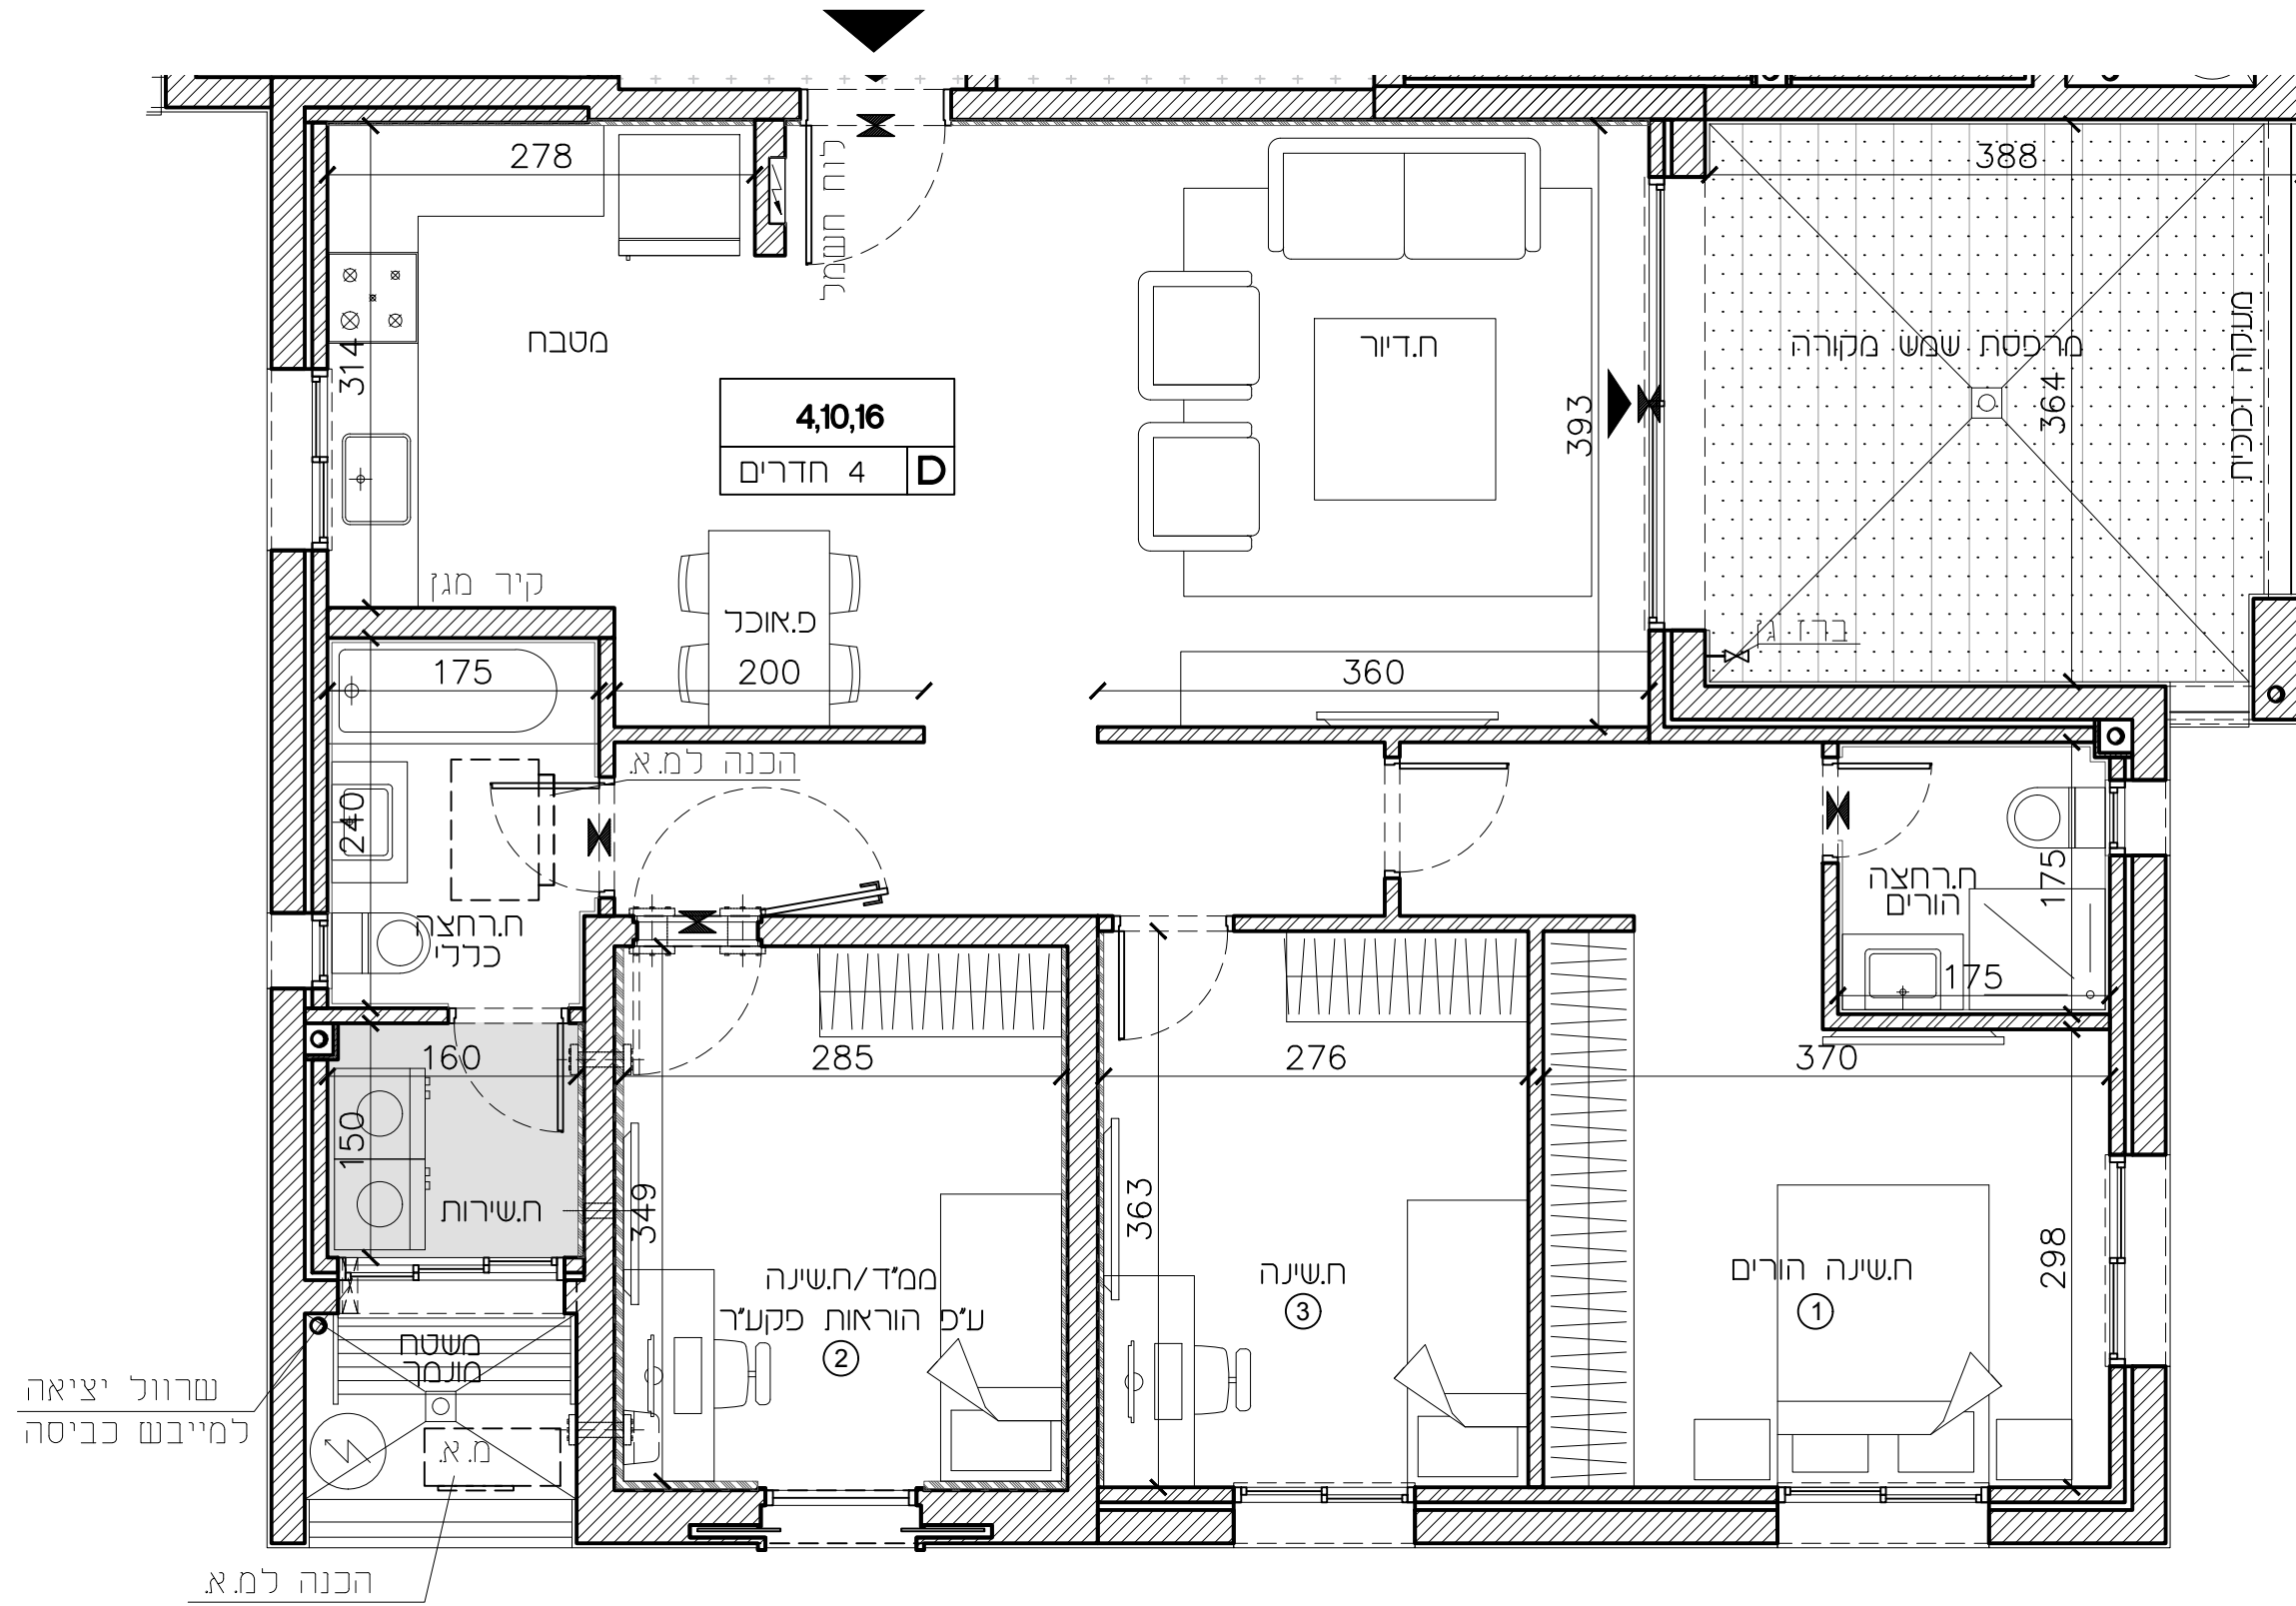 278
388
לוח חשמל
מטבח
314
ח.דיור
393
מרפסת שמש מקורה
364
מעקה זכוכית
4,10,16
4 חדרים
D
קיר מגן
פ.אוכל
ברז גן
175
200
360
הכנה למ.א.
240
ח.רחצה
כללי
ח.רחצה
הורים
175
175
160
285
276
370
150
349
363
298
ח.שירות
ממ"ד/ח.שינה
ע"פ הוראות פקע"ר
2
ח.שינה
3
ח.שינה הורים
1
משטח
מונמך
שרוול יציאה
למייבש כביסה
מ.א.
הכנה למ.א.